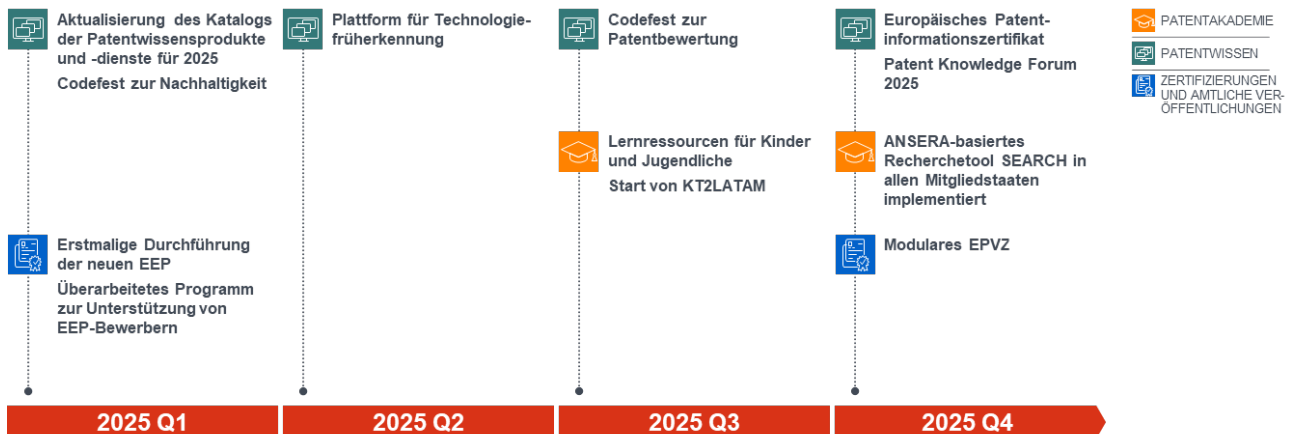 Aktualisierung des Katalogs
der Patentwissensprodukte
und -dienste für 2025
Codefest zur Nachhaltigkeit
Plattform für Technologie-
früherkennung
Codefest zur
Patentbewertung
Europäisches Patent-
informationszertifikat
Patent Knowledge Forum
2025
PATENTAKADEMIE
PATENTWISSEN
ZERTIFIZIERUNGEN
UND AMTLICHE VER-
ÖFFENTLICHUNGEN
Lernressourcen für Kinder
und Jugendliche
Start von KT2LATAM
ANSERA-basiertes
Recherchetool SEARCH in
allen Mitgliedstaaten
implementiert
Erstmalige Durchführung
der neuen EEP
Überarbeitetes Programm
zur Unterstützung von
EEP-Bewerbern
Modulares EPVZ
2025 Q1
2025 Q2
2025 Q3
2025 Q4